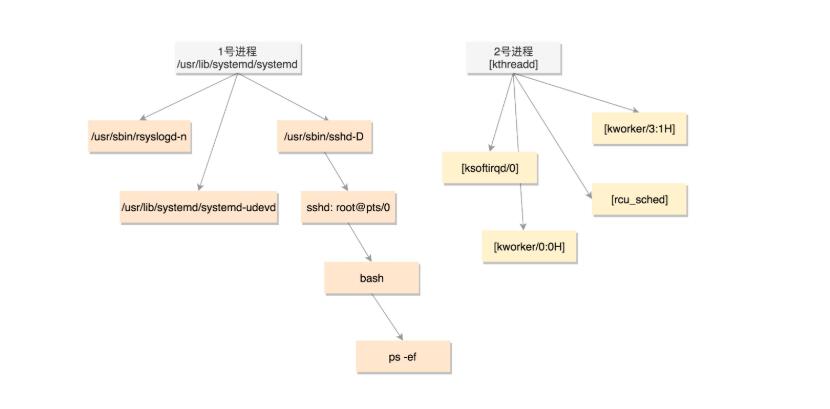 1号进程
/usr/lib/systemd/systemd
2号进程
[kthreadd]
/usr/sbin/rsyslogd-n
/usr/sbin/sshd-D
[kworker/3:1H]
[ksoftirqd/0]
/usr/lib/systemd/systemd-udevd
sshd: root@pts/0
[rcu_sched]
[kworker/0:0H]
bash
ps -ef